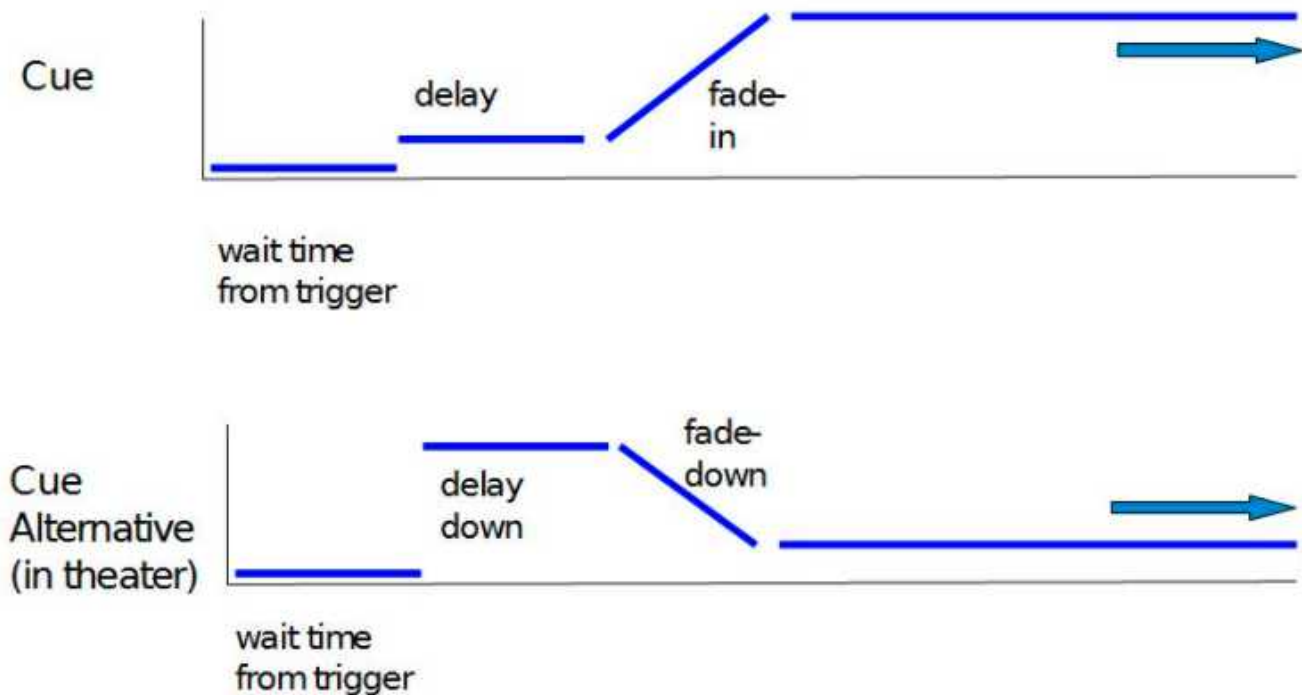 Cue
delay
fade-
in
wait time
from trigger
Cue
Alternative
(in theater)
delay
down
fade-
down
wait time
from trigger